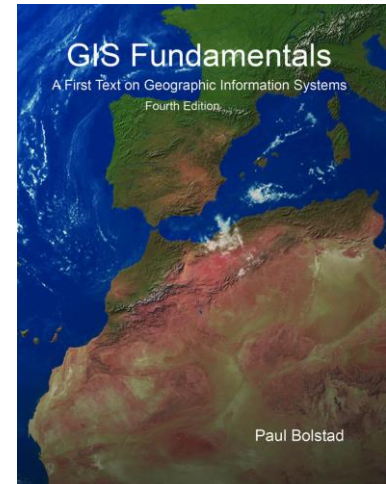 GIS Fundamentals
A First Text on Geographic Information Systems
Fourth Edition
Paul Bolstad